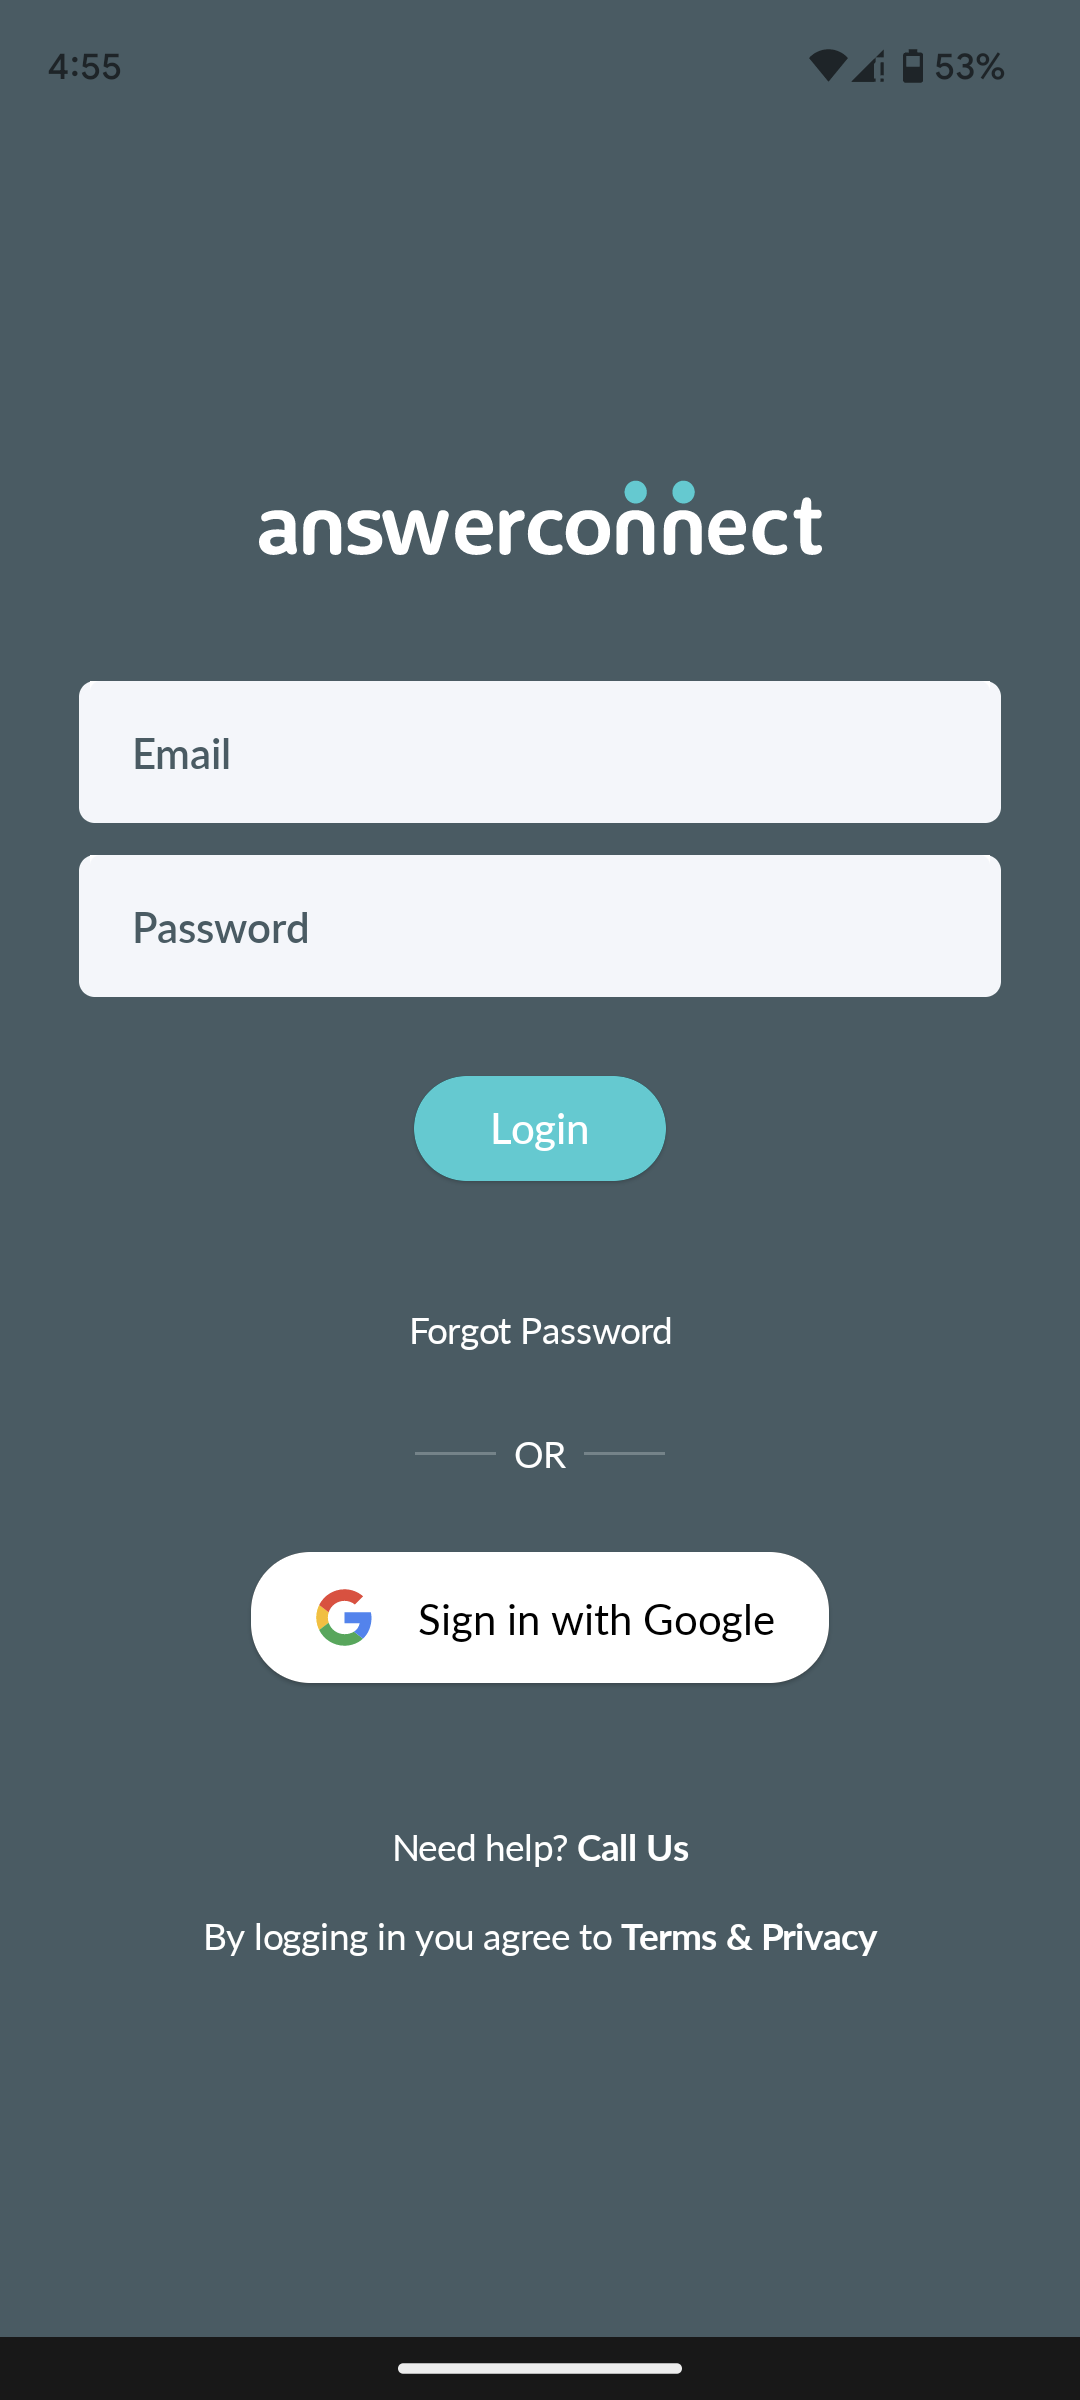 4:55
53%
answerconnect
Email
Password
Login
Forgot Password
OR
Sign in with Google
Need help? Call Us
By logging in you agree to Terms & Privacy